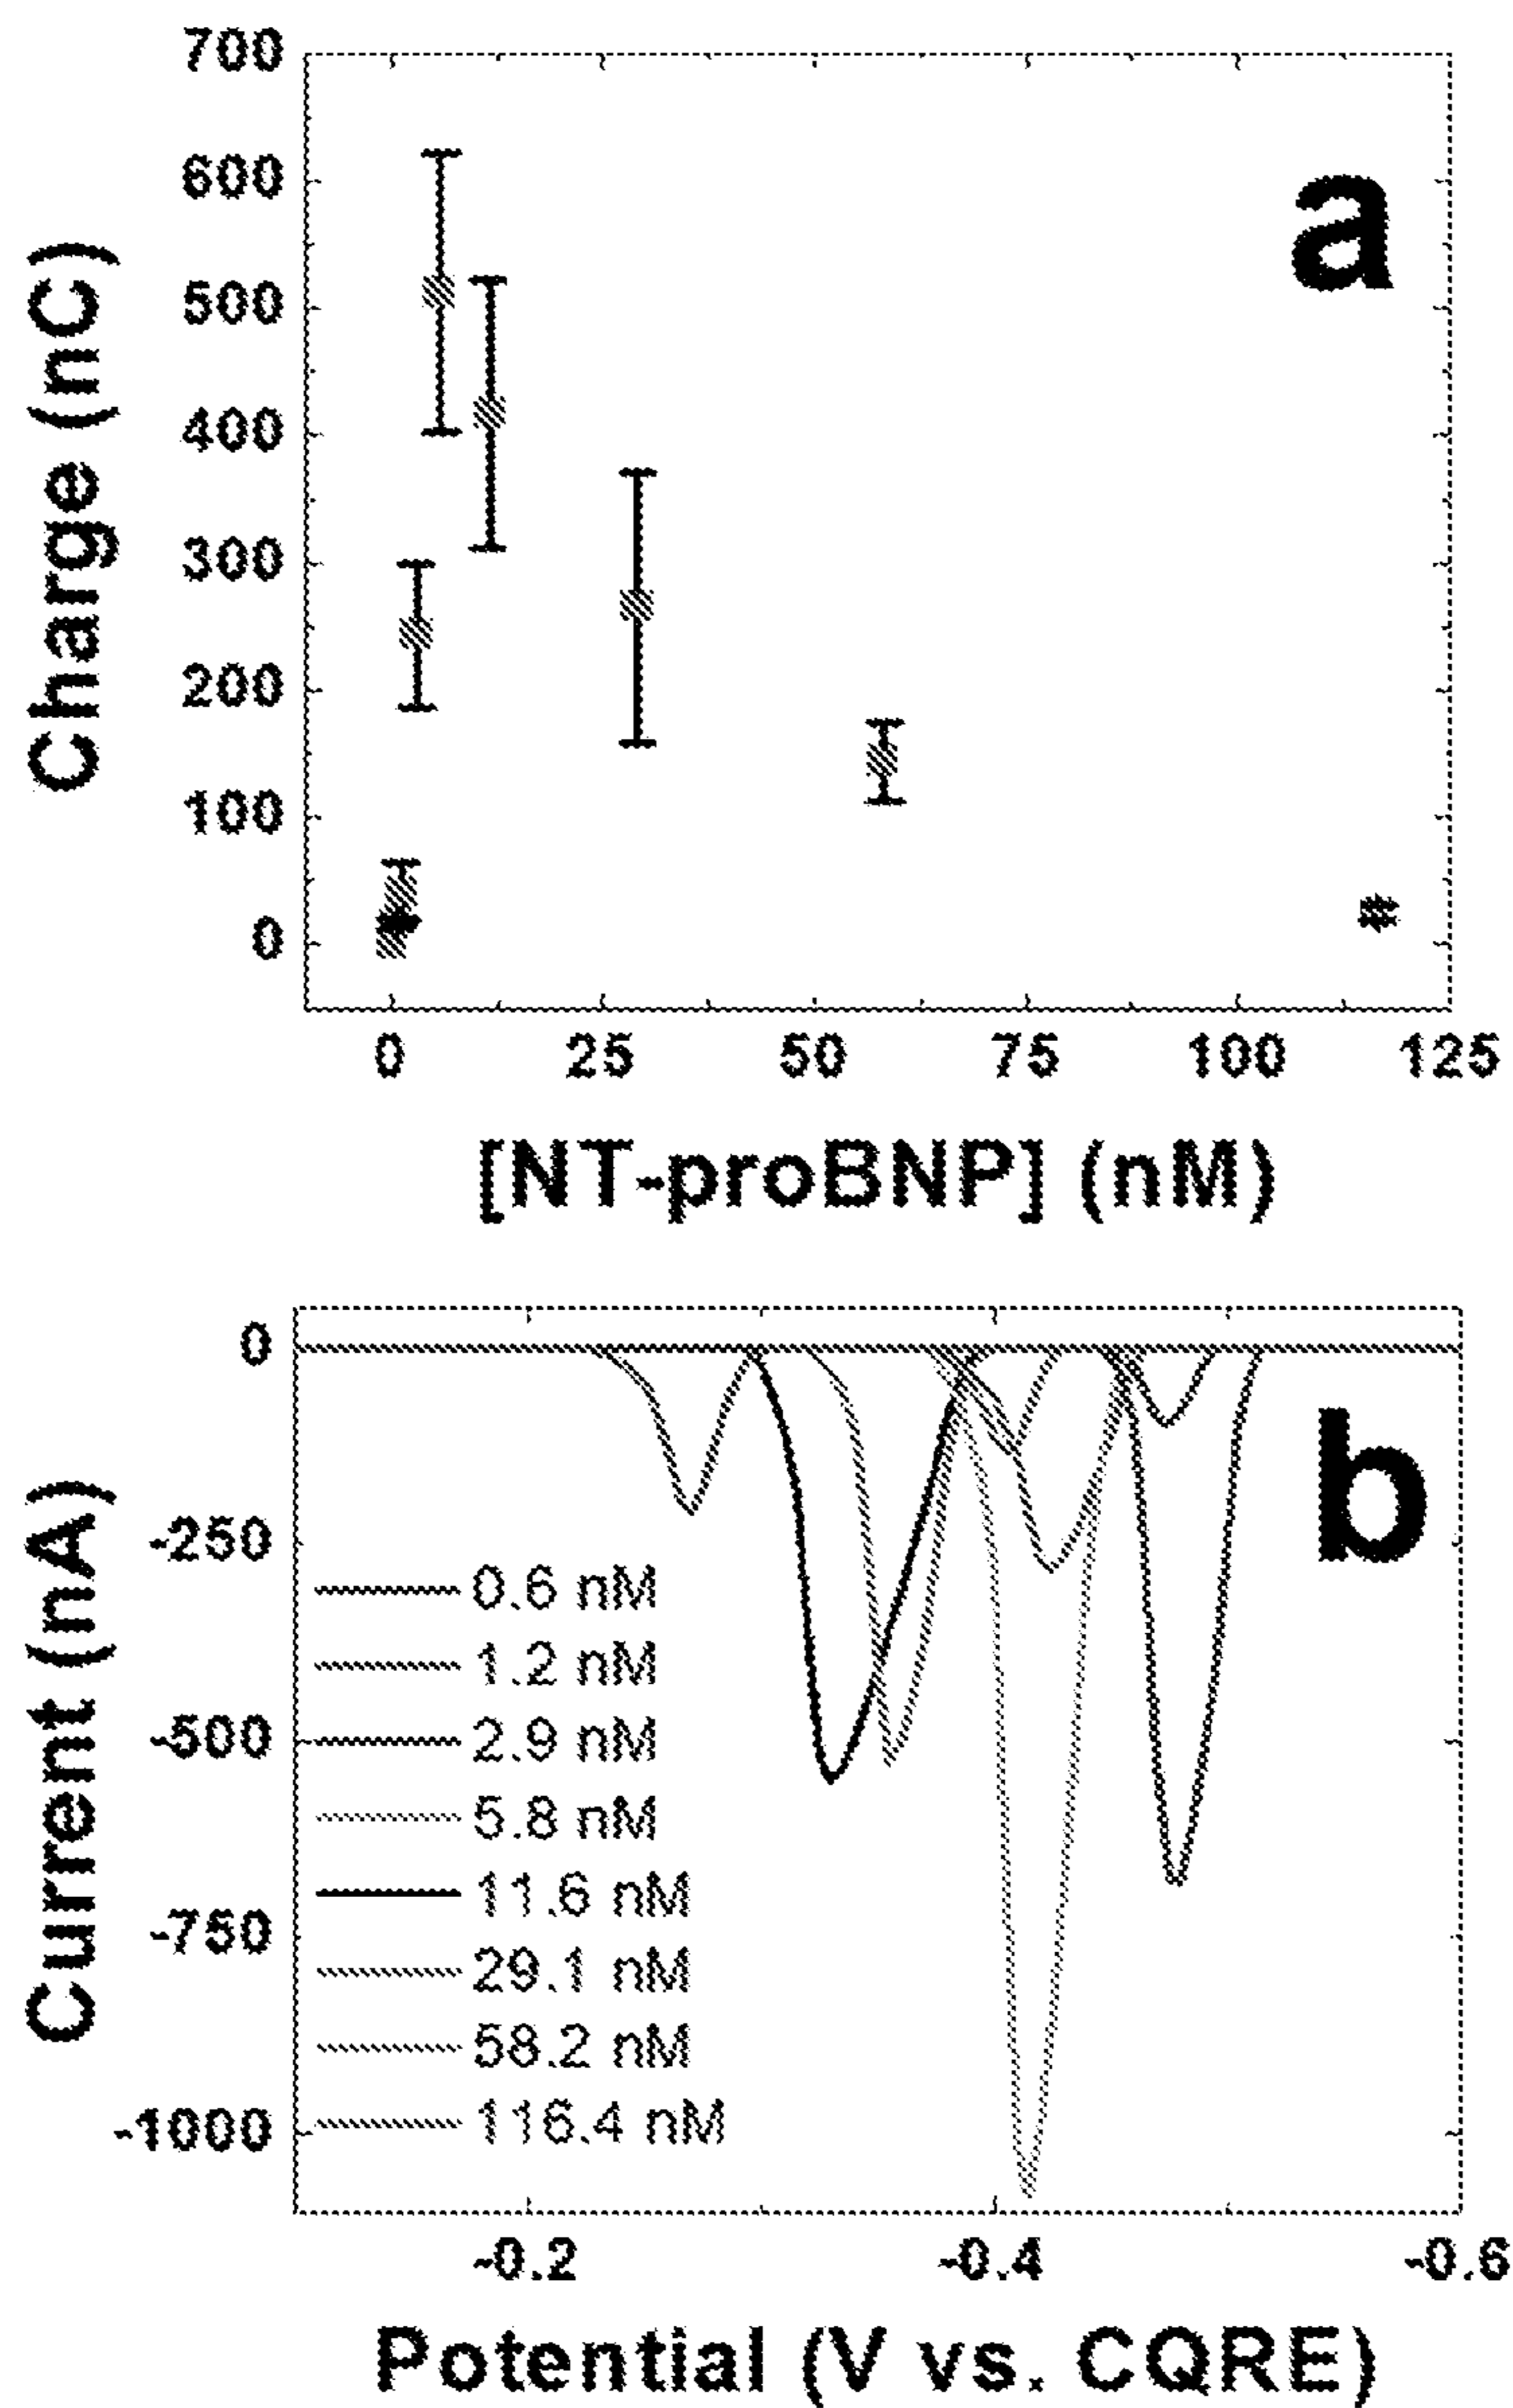 700
600
500
400
300
200
100
0
Charge (nC)
a
0 25 50 75 100 125
[NT-proBNP] (nM)
0
-250
-500
-750
-1000
Current (nA)
b
0.6 nM
1.2 nM
2.9 nM
5.8 nM
11.6 nM
29.1 nM
58.2 nM
116.4 nM
-0.2 -0.4 -0.6
Potential (V vs. CQRE)